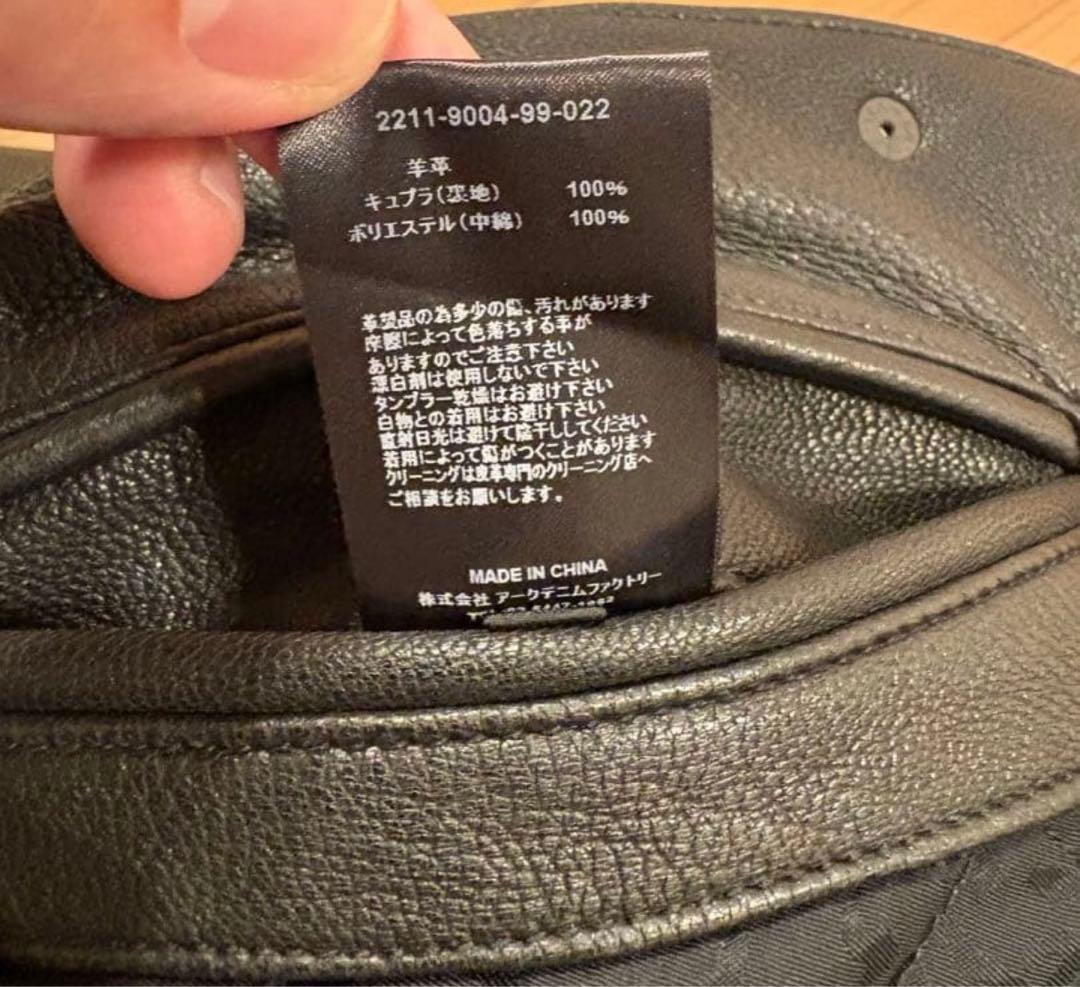 2211-9004-99-022
羊革
キュプラ(裏地) 100%
ポリエステル(中綿) 100%
革製品の為多少の傷、汚れがあります
摩擦によって色落ちする事が
ありますのでご注意下さい
漂白剤は使用しないで下さい
タンブラー乾燥はお避け下さい
白物との着用はお避け下さい
直射日光は避けて陰干ししてください
着用によって傷がつくことがあります
クリーニングは皮革専門のクリーニング店へ
ご相談をお願いします。
MADE IN CHINA
株式会社 アークデニムファクトリー